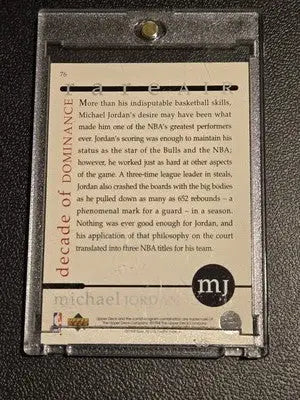 76
rare AIR
decade of DOMINANCE
More than his indisputable basketball skills,
Michael Jordan's desire may have been what
made him one of the NBA's greatest performers
ever. Jordan's scoring was enough to maintain his
status as the star of the Bulls and the NBA;
however, he worked just as hard at other aspects
of the game. A three-time league leader in steals,
Jordan also crashed the boards with the big bodies
as he pulled down as many as 652 rebounds – a
phenomenal mark for a guard – in a season.
Nothing was ever good enough for Jordan, and
his application of that philosophy on the court
translated into three NBA titles for his team.
mj
michael JORDAN